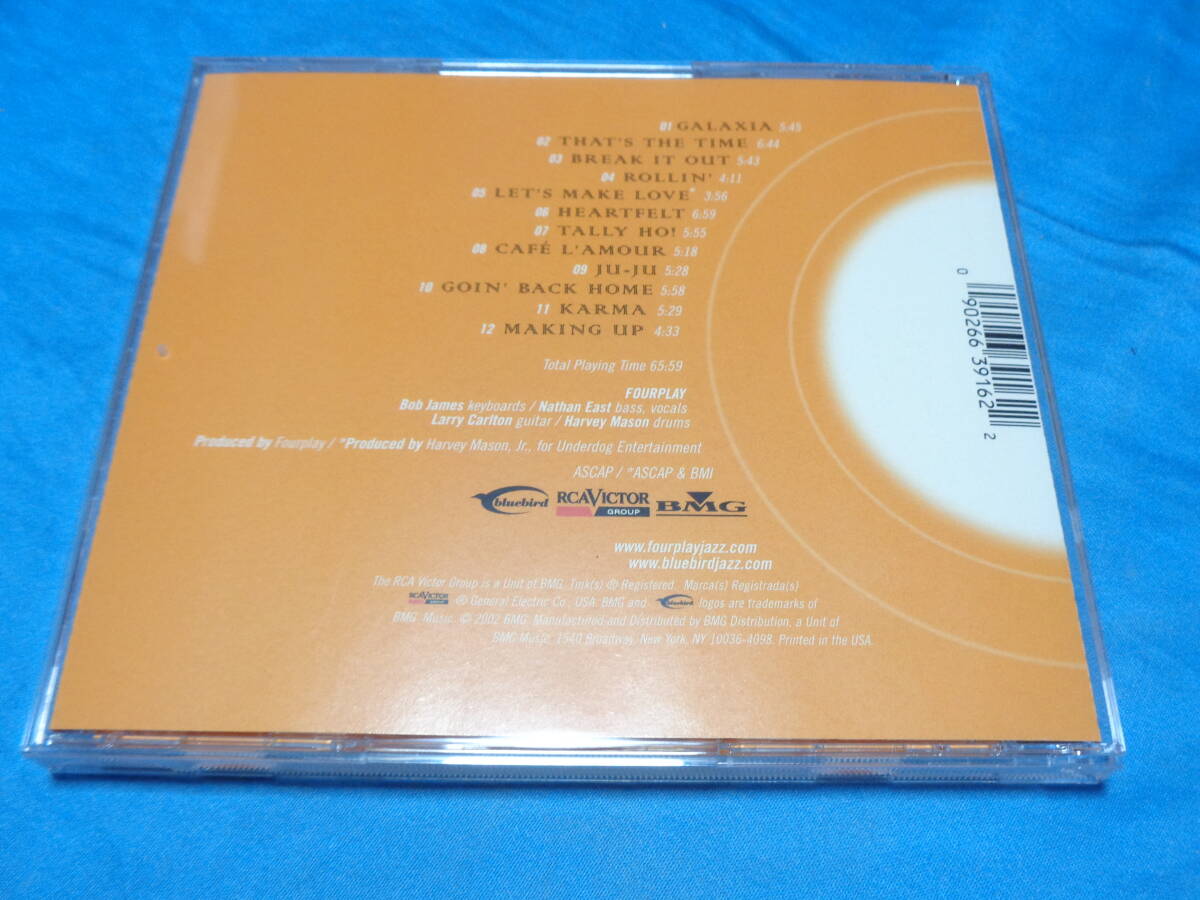 01 GALAXIA 5:45
02 THAT'S THE TIME 6:44
03 BREAK IT OUT 5:43
04 ROLLIN' 4:11
05 LET'S MAKE LOVE* 3:56
06 HEARTFELT 6:59
07 TALLY HO! 5:55
08 CAFÉ L'AMOUR 5:18
09 JU-JU 5:28
10 GOIN' BACK HOME 5:58
11 KARMA 5:29
12 MAKING UP 4:33
Total Playing Time 65:59
FOURPLAY
Bob James keyboards / Nathan East bass, vocals
Larry Carlton guitar / Harvey Mason drums
Produced by Fourplay / *Produced by Harvey Mason, Jr., for Underdog Entertainment
ASCAP / *ASCAP & BMI
bluebird RCA VICTOR GROUP BMG
www.fourplayjazz.com
www.bluebirdjazz.com
The RCA Victor Group is a Unit of BMG. Tmk(s) ® Registered. Marca(s) Registrada(s)
RCA VICTOR ® General Electric Co., USA. BMG and bluebird logos are trademarks of
BMG Music. © 2002 BMG. Manufactured and Distributed by BMG Distribution, a Unit of
BMG Music, 1540 Broadway, New York, NY 10036-4098. Printed in the USA.
0 90266 39162 2